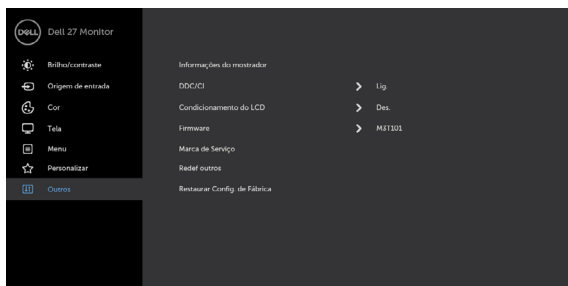 DELL Dell 27 Monitor
Brilho/contraste Informações do mostrador
Origem de entrada DDC/CI Lig.
Cor Condicionamento do LCD Des.
Tela Firmware M3T101
Menu Marca de Serviço
Personalizar Redef outros
Outros Restaurar Config. de Fábrica